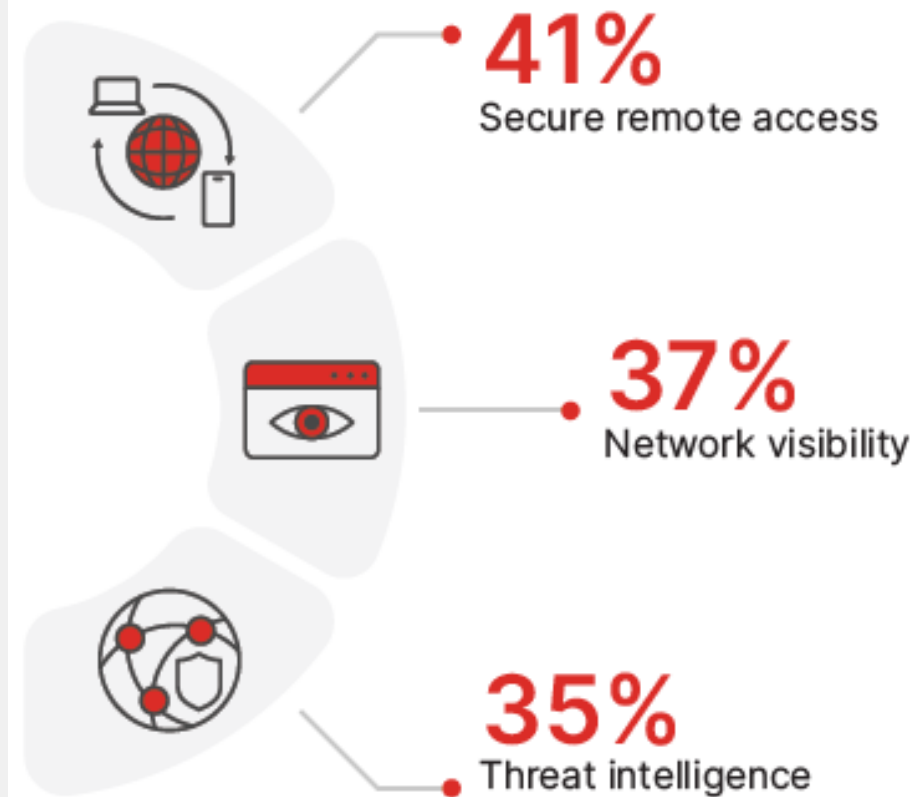 41%
Secure remote access
37%
Network visibility
35%
Threat intelligence